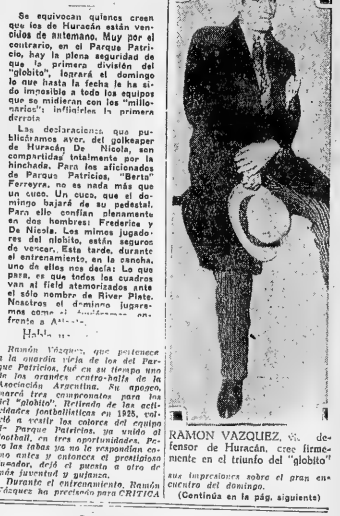 Se equivocan quienes creen
que los de Huracán están ven-
cidos de antemano. Muy por el
contrario, en el Parque Patri-
cio, hay la plena seguridad de
que la primera división del
"globito", logrará el domingo
lo que hasta la fecha le ha si-
do imposible a todo los equipos
que se midieran con los "millo-
narios": infligirles la primera
derrota
Las declaraciones que pu-
blicáramos ayer, del golkeaper
de Huracán De Nicola, son
compartidas totalmente por la
hinchada. Para los aficionados
de Parque Patricios, "Berta"
Ferreyra, no es nada más que
un cuco. Un cuco, que el do-
mingo bajará de su pedestal.
Para ello confían plenamente
en dos hombres: Frederice y
De Nicola. Los mimes jugado-
res del globito, están seguros
de vencer. Esta tarde, durante
el entrenamiento, en la cancha,
uno de ellos nos decía: Lo que
pasa, es que todos los cuadros
van al field atemorizados ante
el sólo nombre de River Plate.
Nosotros el domingo jugare-
mos como en-
frente a
Ramón Vázquez, que pertenece
a la guardia vieja de los del Par-
que Patricios, fué en su tiempo uno
de los grandes centro-halfs de la
Asociación Argentina. En su apogeo,
marcó tres campeonatos para los
del "globito". Retirado de las acti-
vidades footballísticas en 1925, vol-
vió a vestir los colores del equipo
de Parque Patricios, ya unido al
football, en tres oportunidades. Pe-
ro las tabas ya no le respondían co-
mo antes y entonces el prestigioso
jugador, dejó el puesto a otro de
más juventud y pujanza.
Durante el entrenamiento, Ramón
Vázquez ha precisado para CRITICA
RAMON VAZQUEZ, de-
fensor de Huracán, cree firme-
mente en el triunfo del "globito"
sus impresiones sobre el gran en-
cuentro del domingo.
(Continúa en la pág. siguiente)